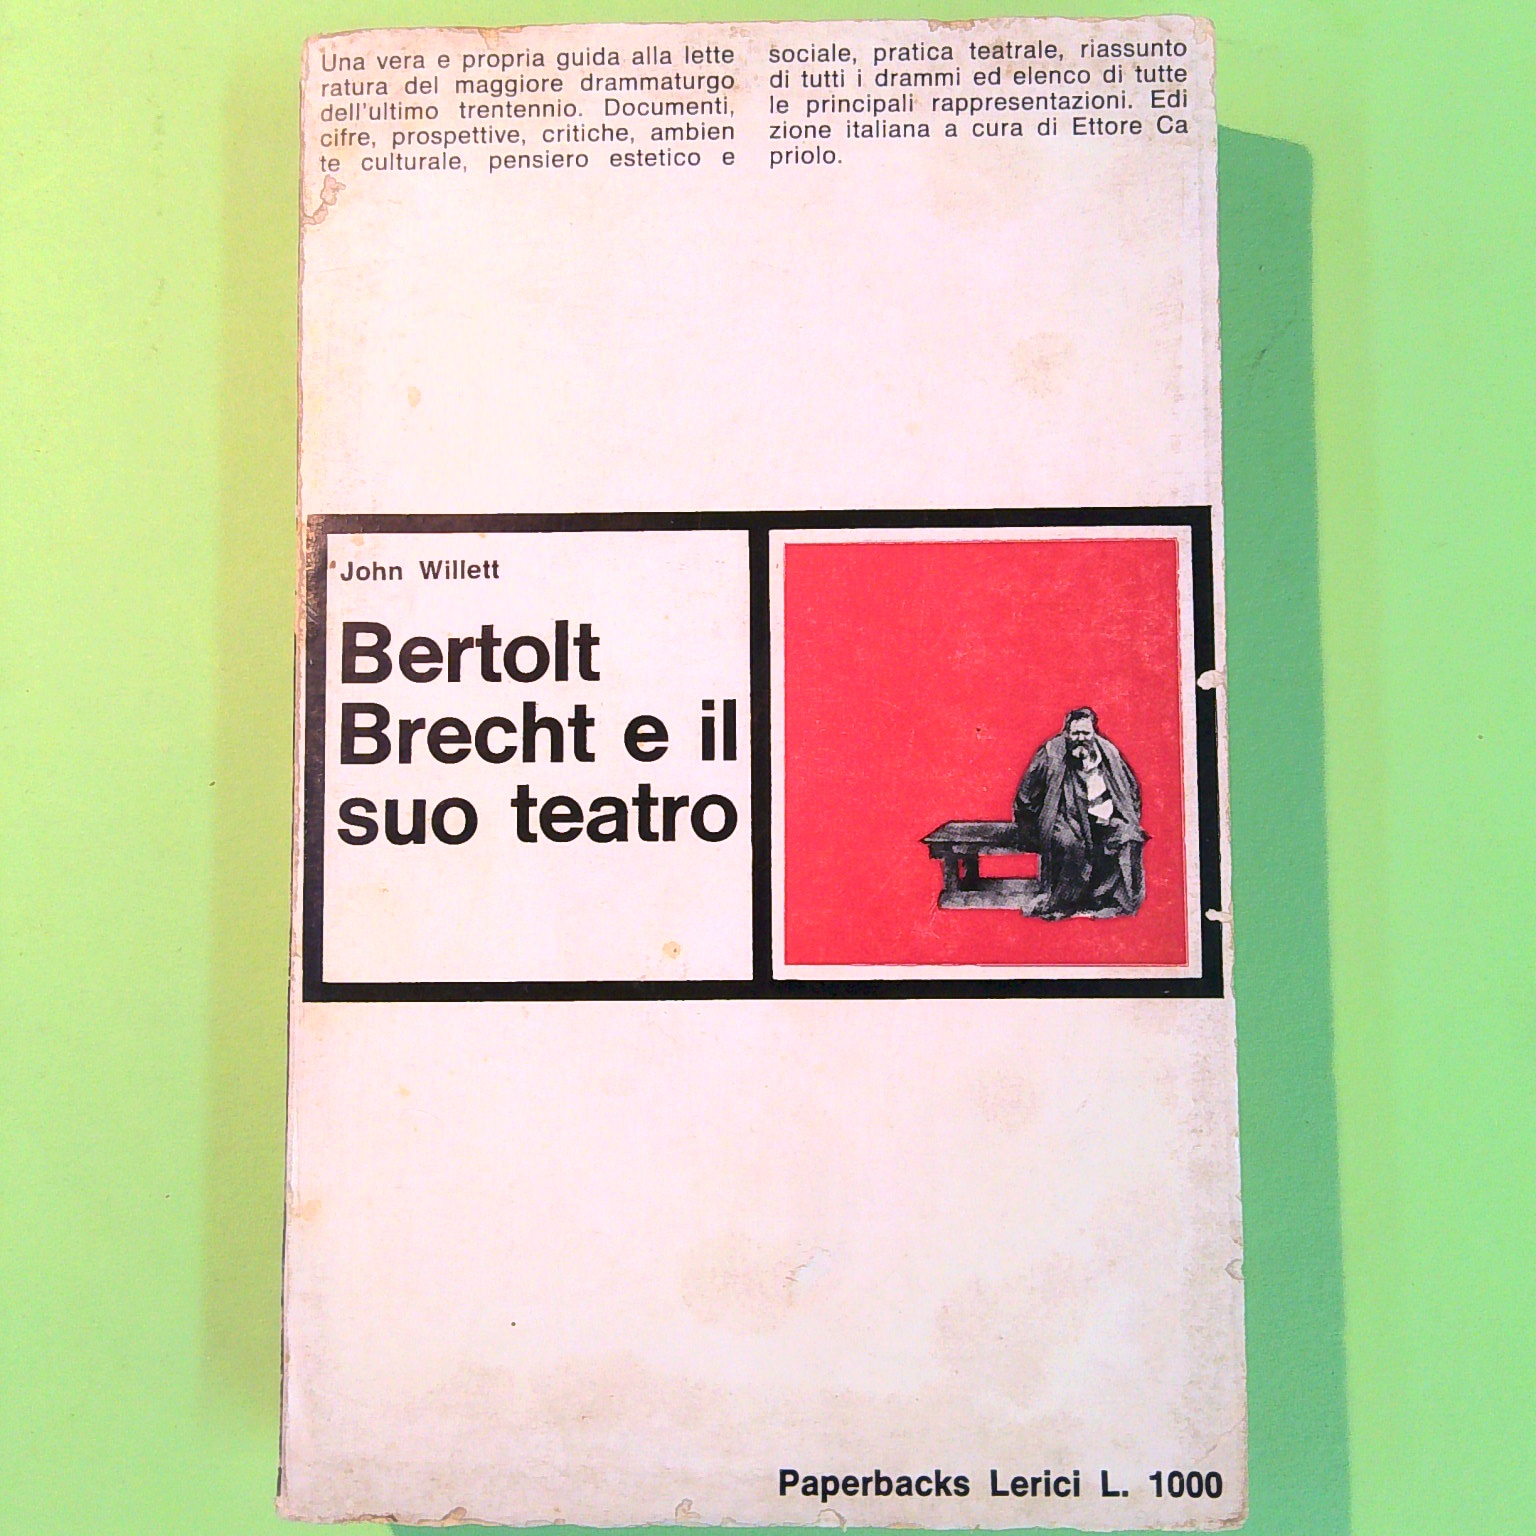 Una vera e propria guida alla lette
ratura del maggiore drammaturgo
dell'ultimo trentennio. Documenti,
cifre, prospettive, critiche, ambien
te culturale, pensiero estetico e
sociale, pratica teatrale, riassunto
di tutti i drammi ed elenco di tutte
le principali rappresentazioni. Edi
zione italiana a cura di Ettore Ca
priolo.
John Willett
Bertolt
Brecht e il
suo teatro
Paperbacks Lerici L. 1000